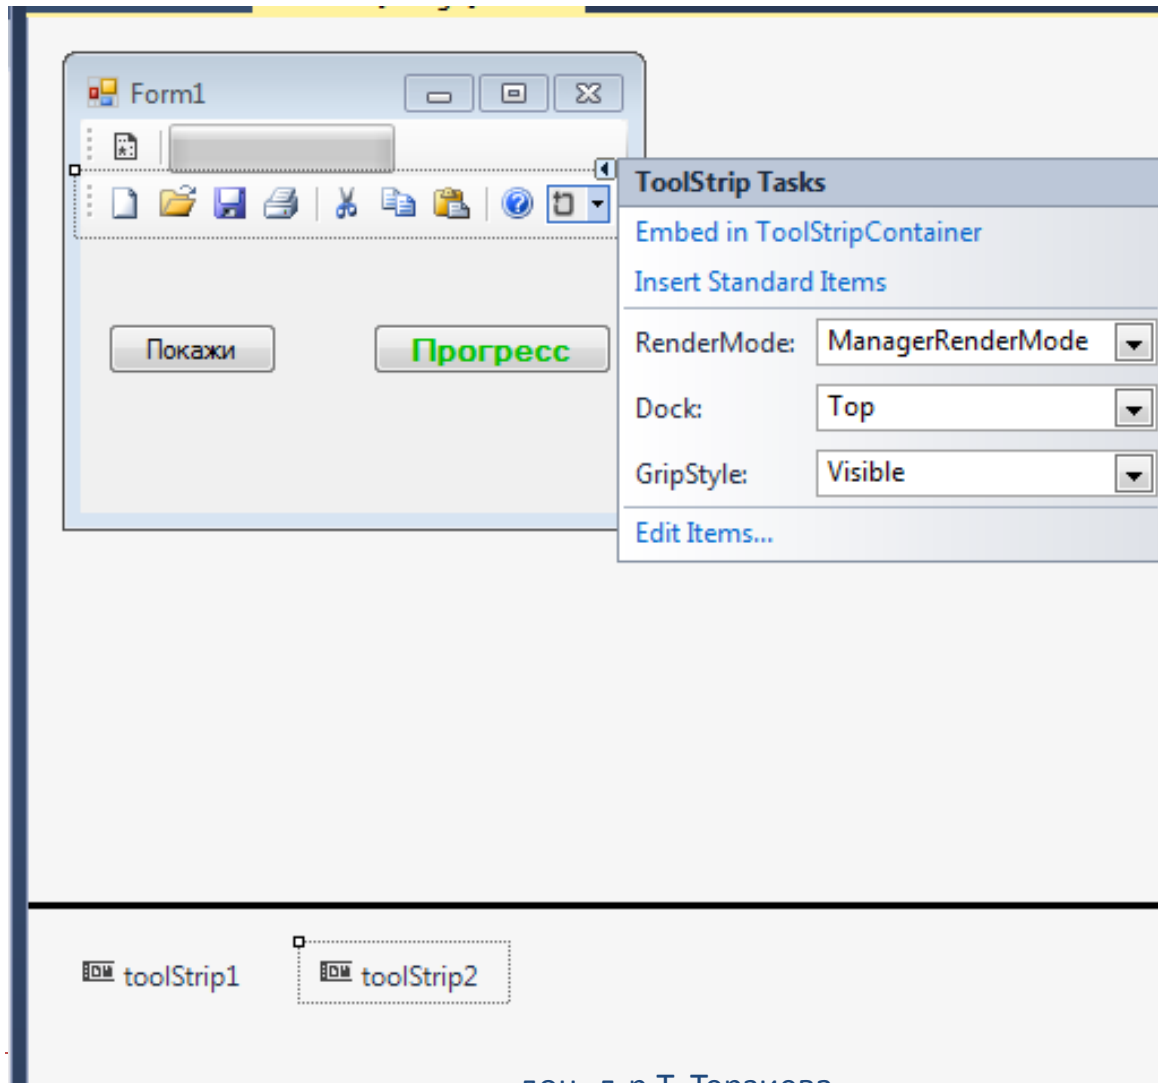 Form1
ToolStrip Tasks
Embed in ToolStripContainer
Insert Standard Items
Покажи
Прогресс
RenderMode: ManagerRenderMode
Dock: Top
GripStyle: Visible
Edit Items...
toolStrip1
toolStrip2